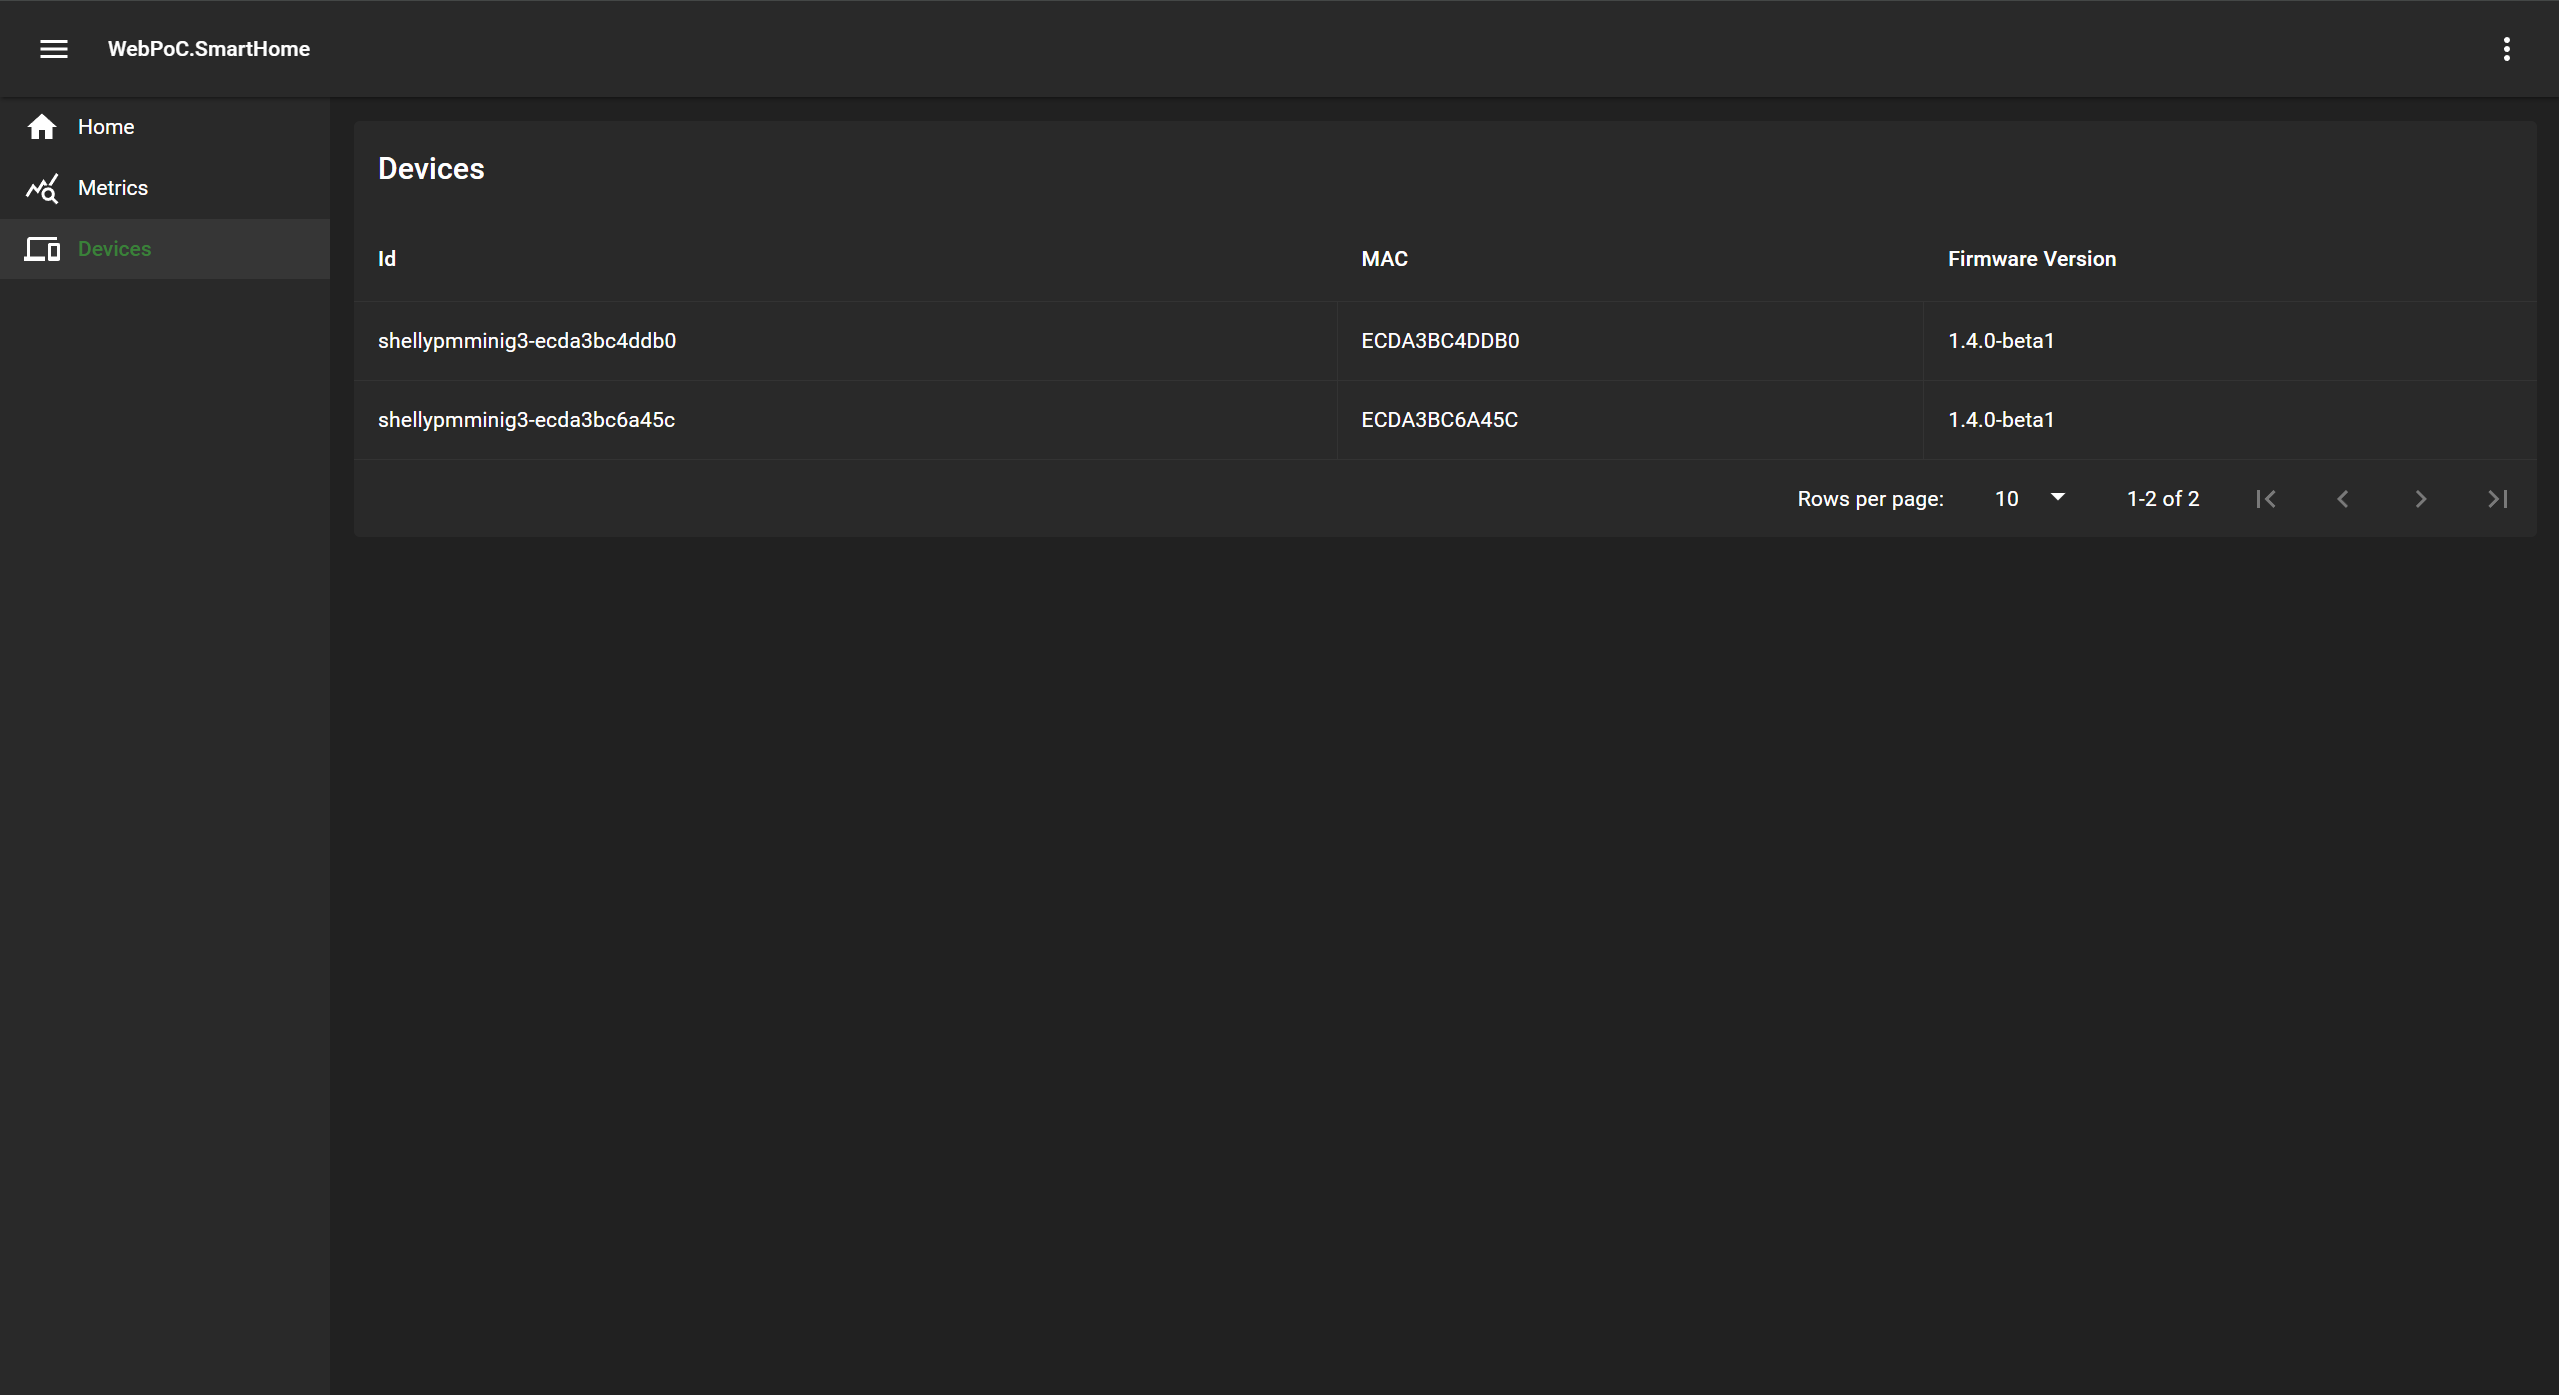 WebPoC.SmartHome
Home
Metrics
Devices
Devices
Id MAC Firmware Version
shellypmminig3-ecda3bc4ddb0 ECDA3BC4DDB0 1.4.0-beta1
shellypmminig3-ecda3bc6a45c ECDA3BC6A45C 1.4.0-beta1
Rows per page: 10 1-2 of 2